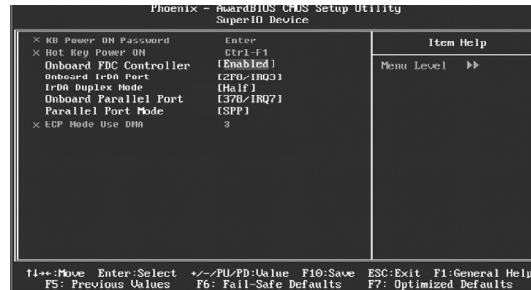 Phoenix - AwardBIOS CMOS Setup Utility
SuperIO Device
× KB Power ON Password Enter
× Hot Key Power ON Ctrl-F1
Onboard FDC Controller [Enabled]
Onboard IrDA Port [2F8/IRQ3]
IrDA Duplex Mode [Half]
Onboard Parallel Port [378/IRQ7]
Parallel Port Mode [SPP]
× ECP Mode Use DMA 3
Item Help
Menu Level ▶▶
↑↓→←:Move Enter:Select +/-/PU/PD:Value F10:Save ESC:Exit F1:General Help
F5: Previous Values F6: Fail-Safe Defaults F7: Optimized Defaults